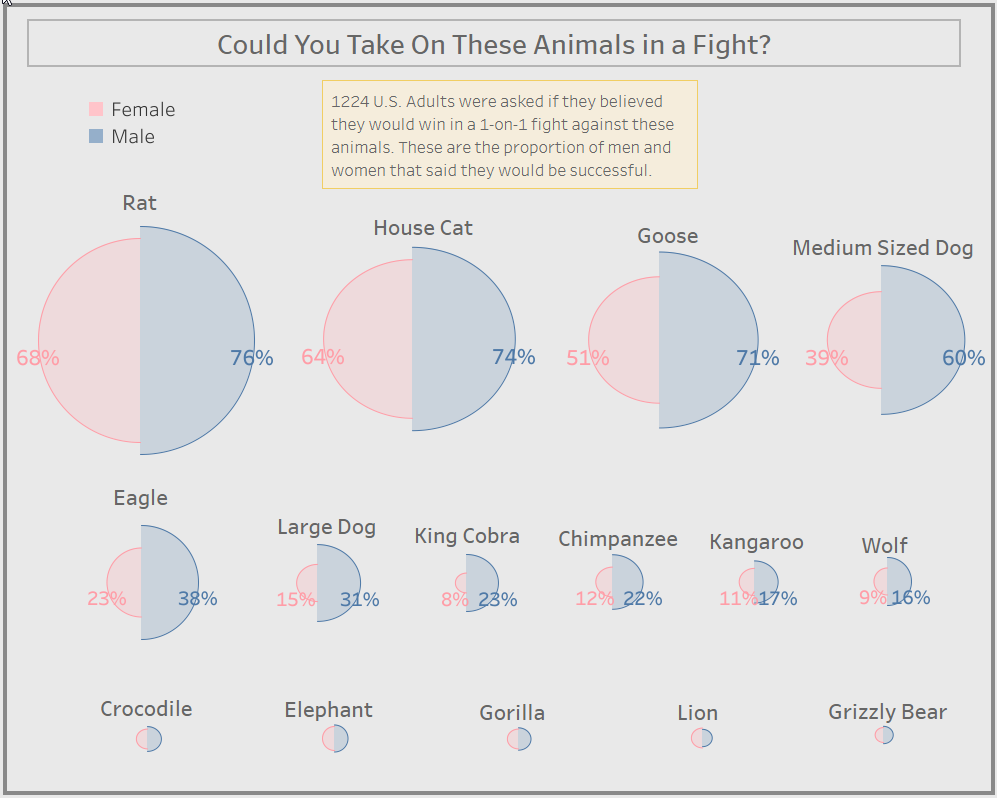 Could You Take On These Animals in a Fight?
Female
Male
1224 U.S. Adults were asked if they believed
they would win in a 1-on-1 fight against these
animals. These are the proportion of men and
women that said they would be successful.
Rat
House Cat
Goose
Medium Sized Dog
68% 76%
64% 74%
51% 71%
39% 60%
Eagle
Large Dog
King Cobra
Chimpanzee
Kangaroo
Wolf
23% 38%
15% 31%
8% 23%
12% 22%
11% 17%
9% 16%
Crocodile
Elephant
Gorilla
Lion
Grizzly Bear